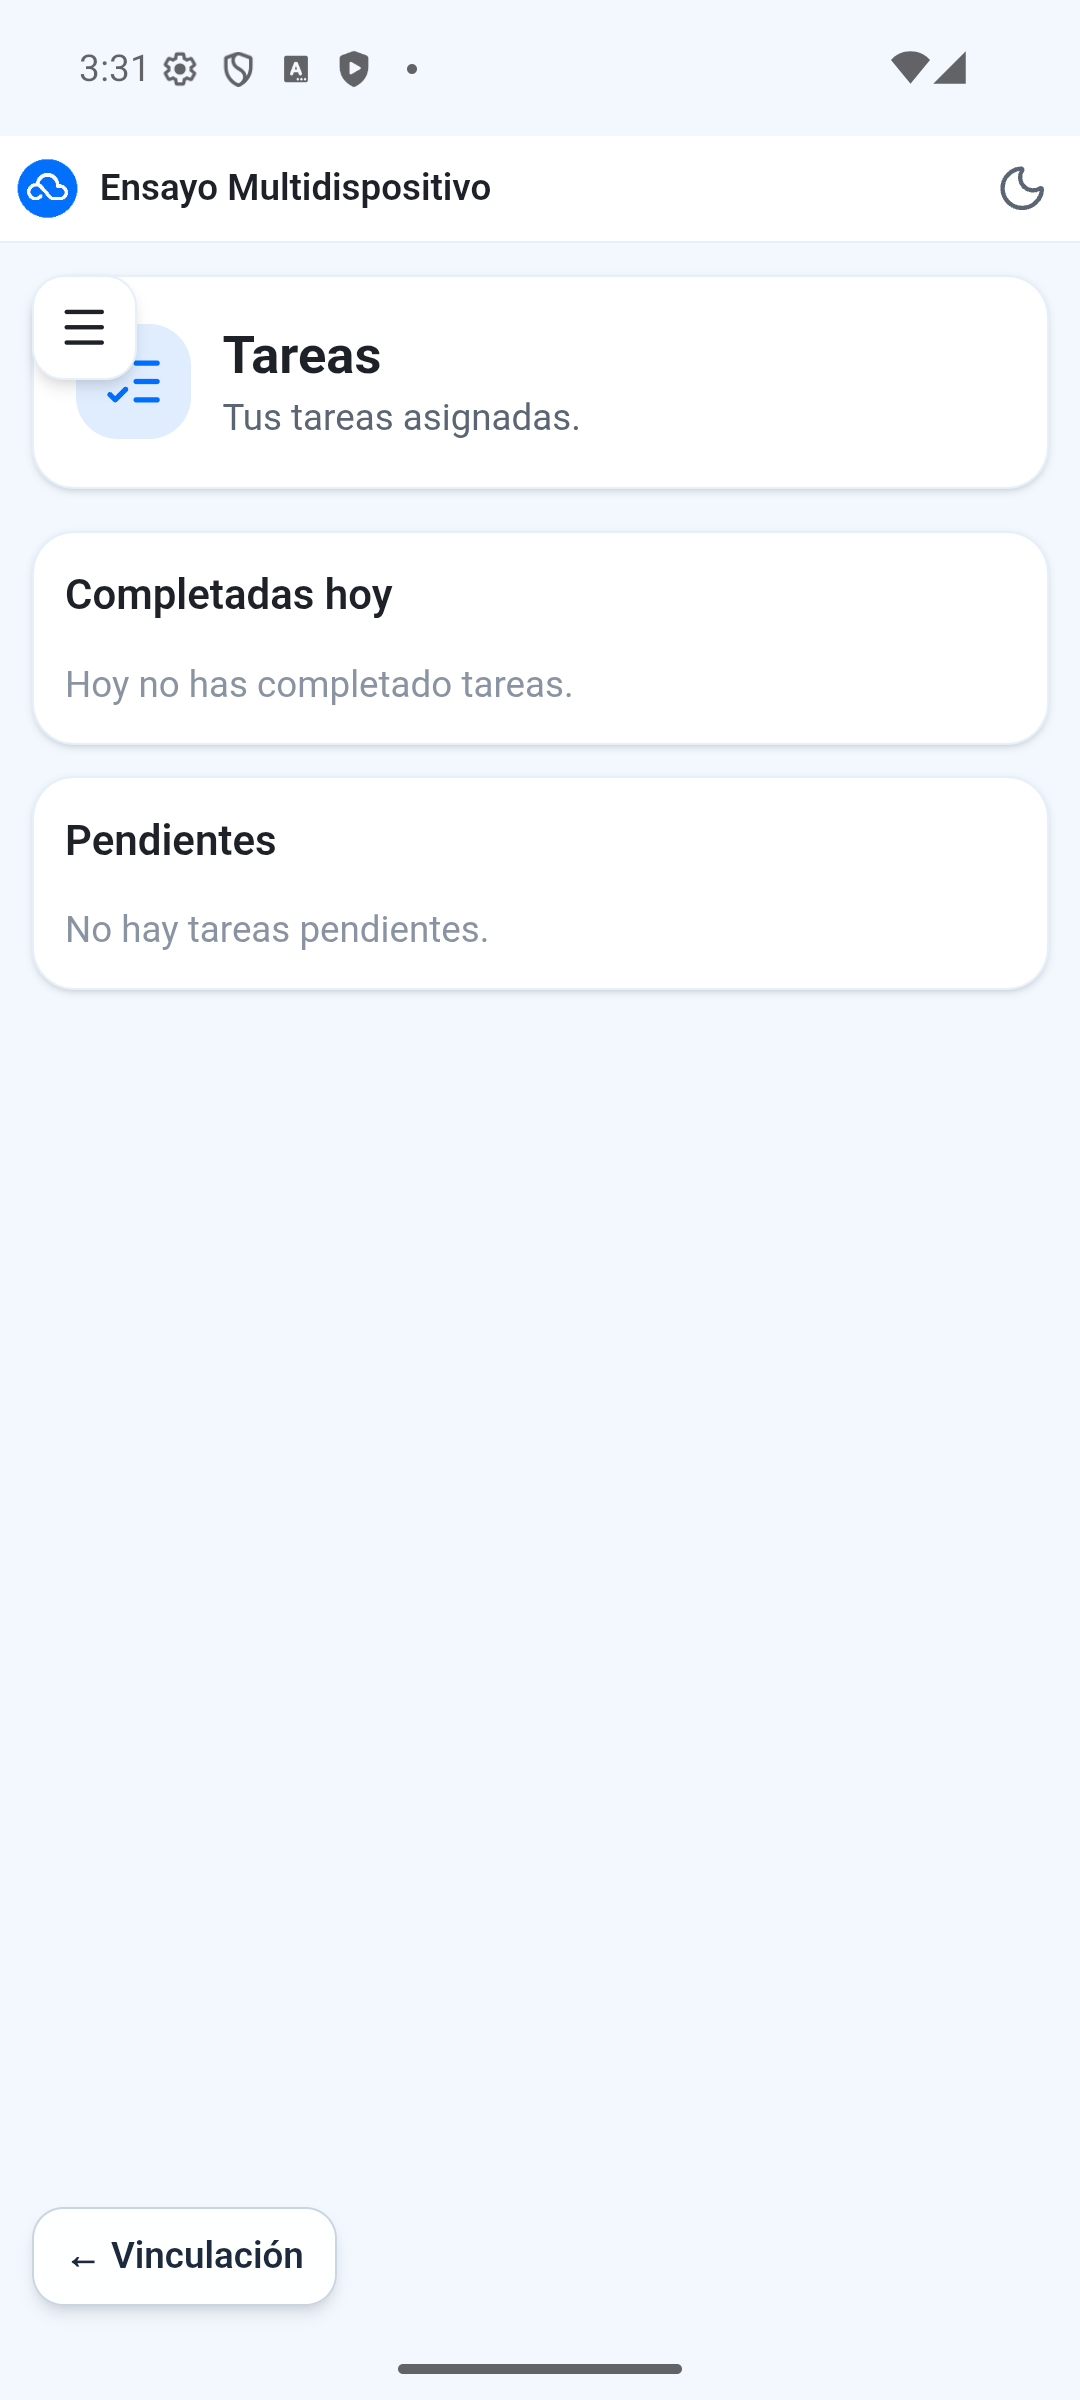 3:31
Ensayo Multidispositivo
Tareas
Tus tareas asignadas.
Completadas hoy
Hoy no has completado tareas.
Pendientes
No hay tareas pendientes.
← Vinculación